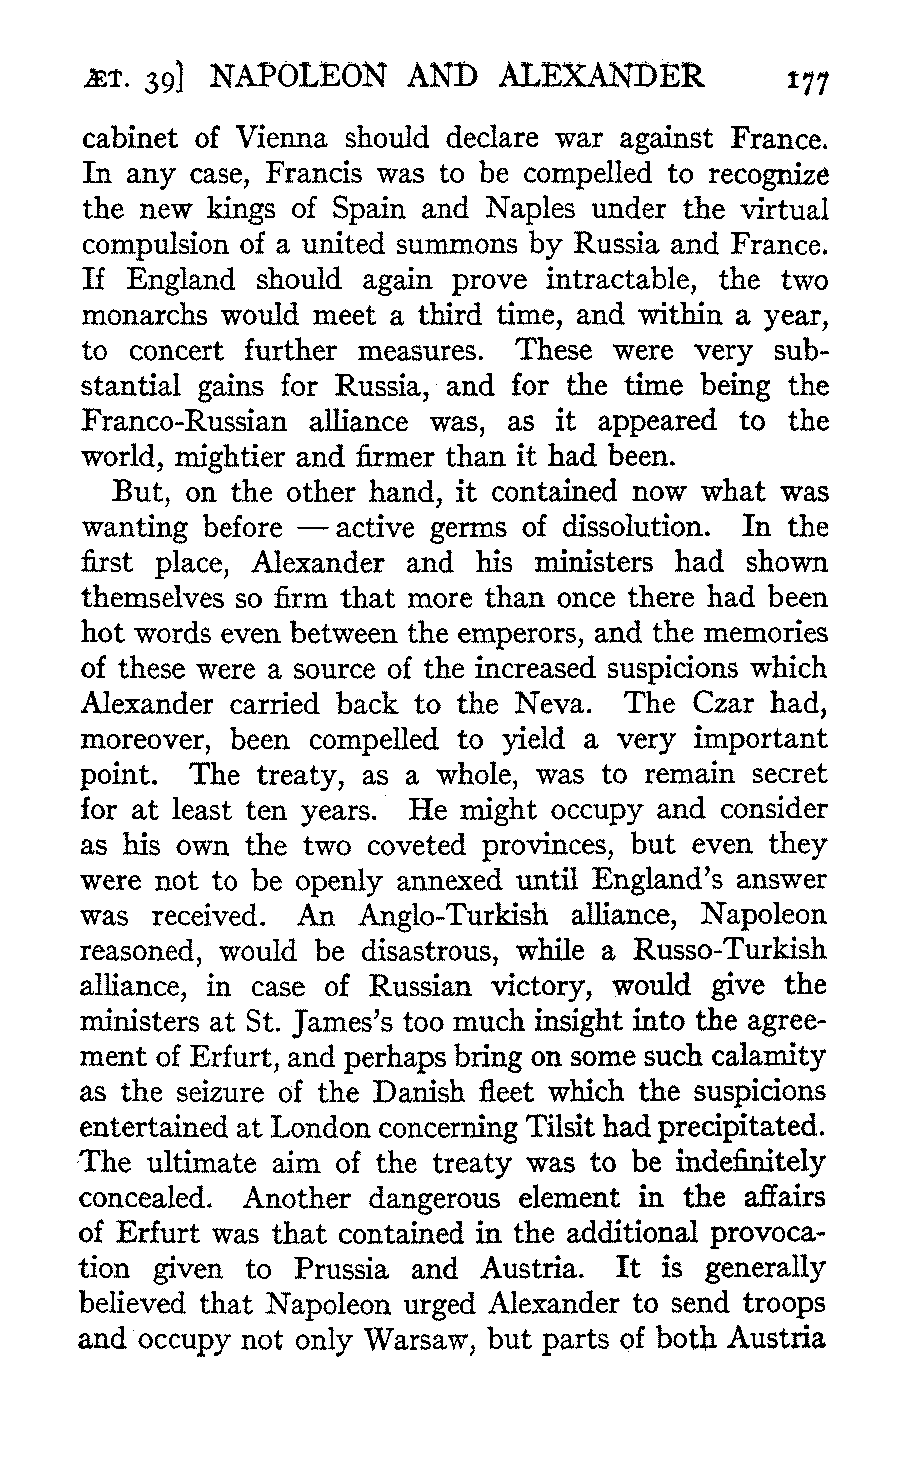 ÆT. 39] NAPOLEON AND ALEXANDER 177
cabinet of Vienna should declare war against France.
In any case, Francis was to be compelled to recognize
the new kings of Spain and Naples under the virtual
compulsion of a united summons by Russia and France.
If England should again prove intractable, the two
monarchs would meet a third time, and within a year,
to concert further measures. These were very sub-
stantial gains for Russia, and for the time being the
Franco-Russian alliance was, as it appeared to the
world, mightier and firmer than it had been.
But, on the other hand, it contained now what was
wanting before — active germs of dissolution. In the
first place, Alexander and his ministers had shown
themselves so firm that more than once there had been
hot words even between the emperors, and the memories
of these were a source of the increased suspicions which
Alexander carried back to the Neva. The Czar had,
moreover, been compelled to yield a very important
point. The treaty, as a whole, was to remain secret
for at least ten years. He might occupy and consider
as his own the two coveted provinces, but even they
were not to be openly annexed until England's answer
was received. An Anglo-Turkish alliance, Napoleon
reasoned, would be disastrous, while a Russo-Turkish
alliance, in case of Russian victory, would give the
ministers at St. James's too much insight into the agree-
ment of Erfurt, and perhaps bring on some such calamity
as the seizure of the Danish fleet which the suspicions
entertained at London concerning Tilsit had precipitated.
The ultimate aim of the treaty was to be indefinitely
concealed. Another dangerous element in the affairs
of Erfurt was that contained in the additional provoca-
tion given to Prussia and Austria. It is generally
believed that Napoleon urged Alexander to send troops
and occupy not only Warsaw, but parts of both Austria